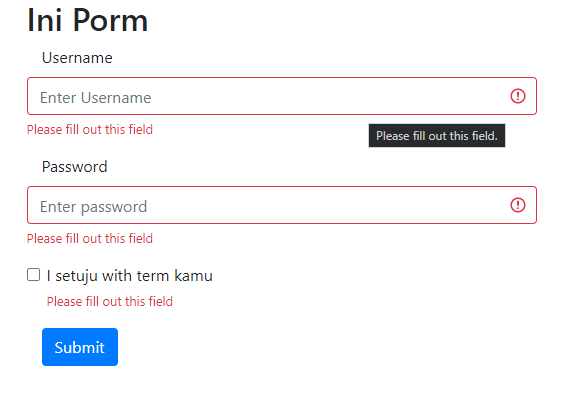 Ini Porm
Username
Enter Username
Please fill out this field
Please fill out this field.
Password
Enter password
Please fill out this field
I setuju with term kamu
Please fill out this field
Submit